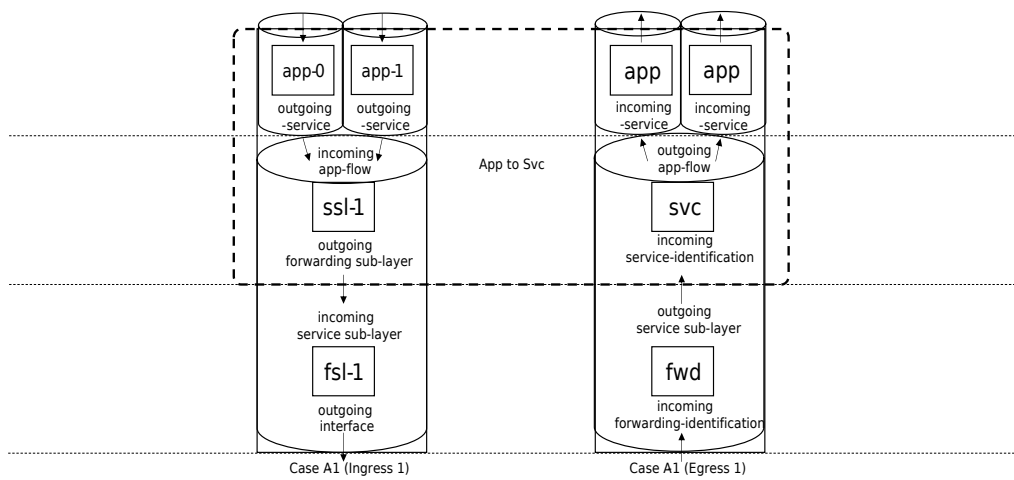 app-0
app-1
app
app
outgoing
-service
outgoing
-service
incoming
-service
incoming
-service
incoming
app-flow
App to Svc
outgoing
app-flow
ssl-1
svc
outgoing
forwarding sub-layer
incoming
service-identification
incoming
service sub-layer
outgoing
service sub-layer
fsl-1
fwd
outgoing
interface
incoming
forwarding-identification
Case A1 (Ingress 1)
Case A1 (Egress 1)